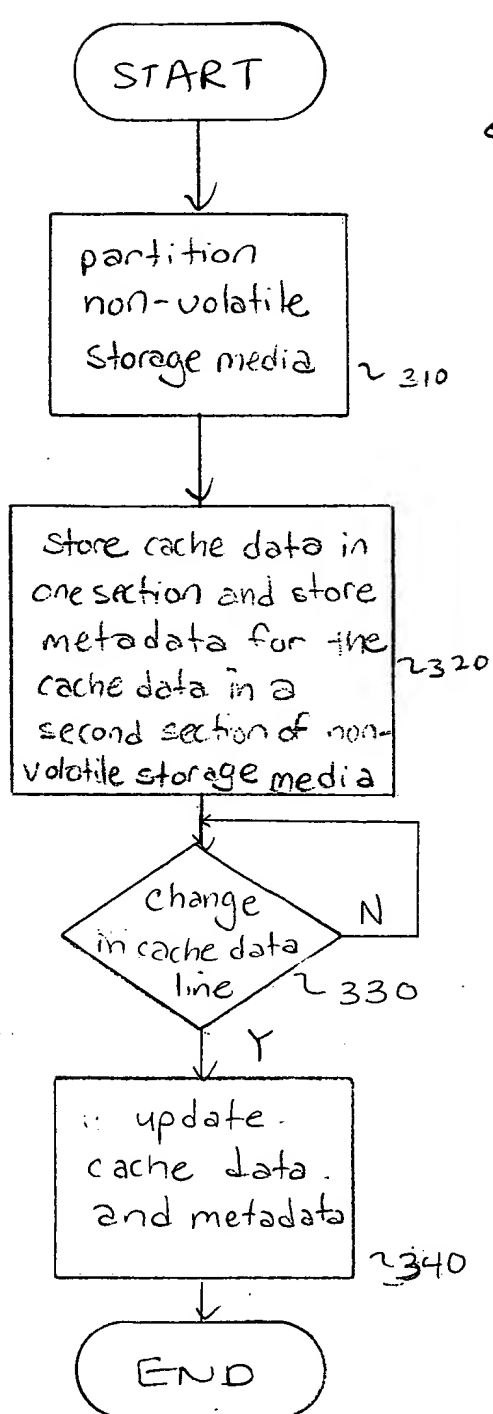 START
partition
non-volatile
storage media
310
store cache data in
one section and store
metadata for the
cache data in a
second section of non-
volatile storage media
320
change
in cache data
line
N
330
Y
update
cache data
and metadata
340
END